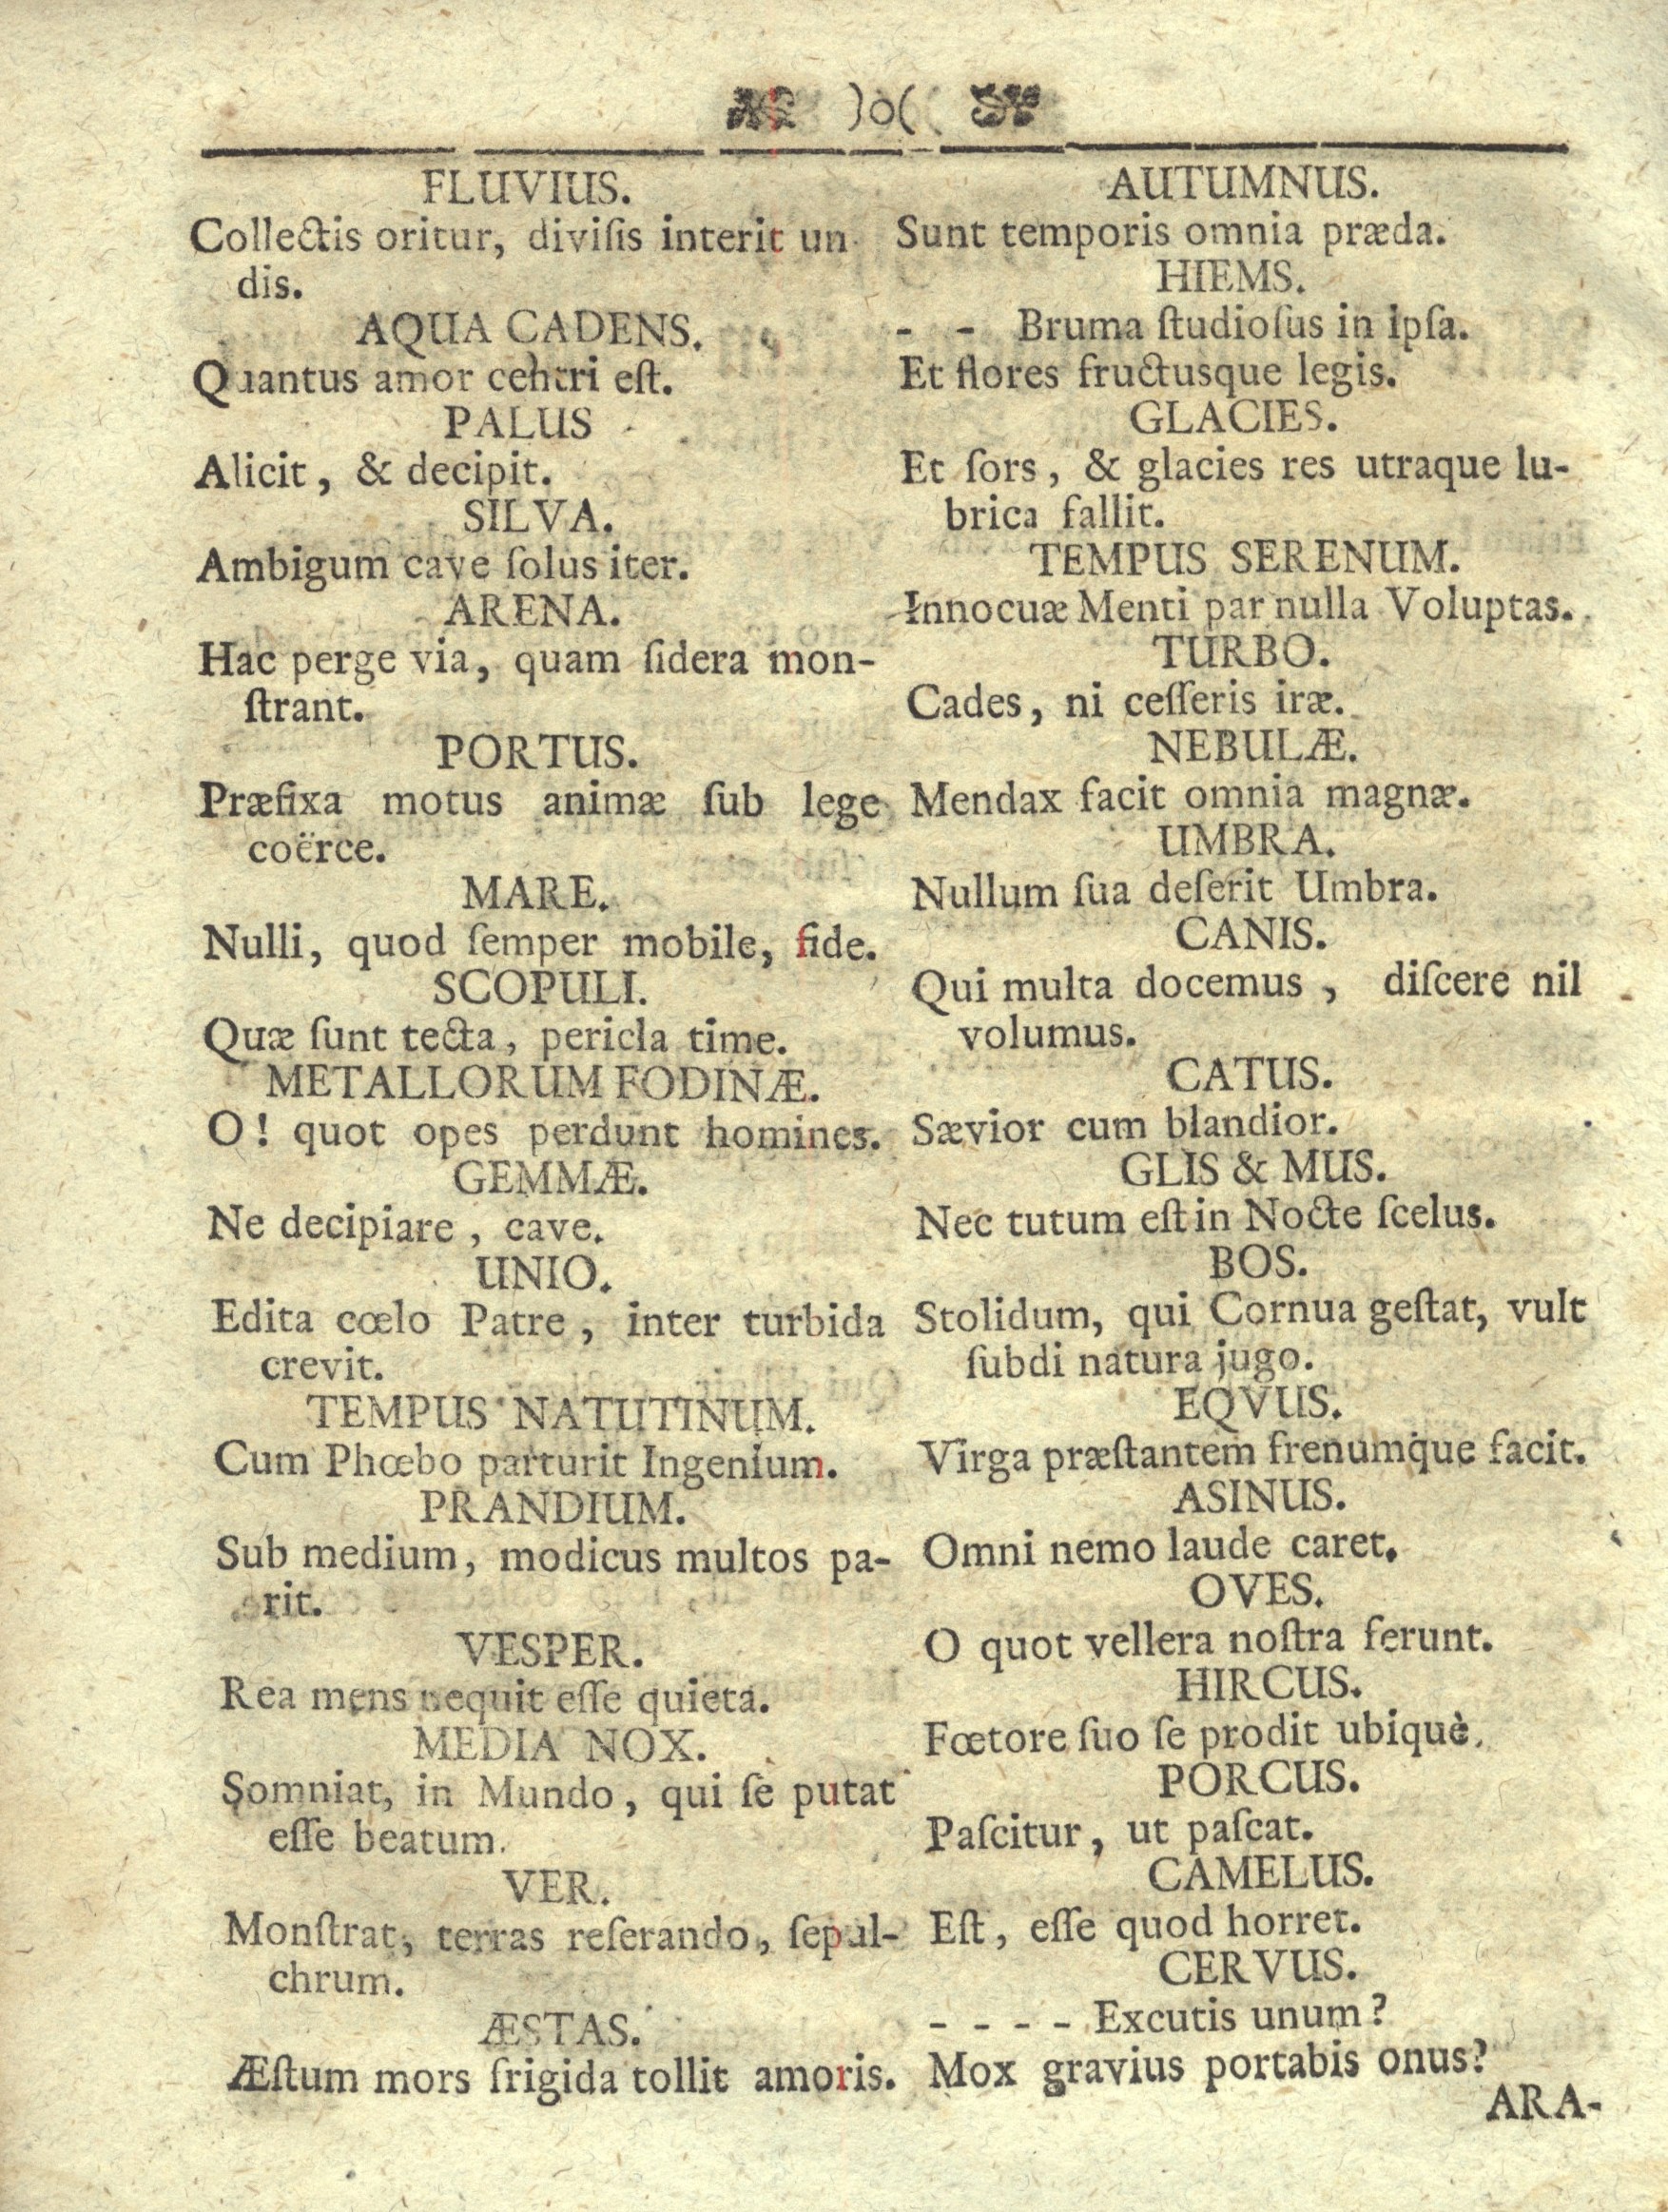 )o(
FLUVIUS.
Collectis oritur, diviſis interit un
dis.
AQUA CADENS.
Quantus amor centri eſt.
PALUS
Alicit, & decipit.
SILVA.
Ambigum cave ſolus iter.
ARENA.
Hac perge via, quam ſidera mon-
ſtrant.
PORTUS.
Præfixa motus animæ ſub lege
coërce.
MARE.
Nulli, quod ſemper mobile, fide.
SCOPULI.
Quæ ſunt tecta, pericla time.
METALLORUM FODINÆ.
O! quot opes perdunt homines.
GEMMÆ.
Ne decipiare, cave.
UNIO.
Edita cœlo Patre, inter turbida
crevit.
TEMPUS NATUTINUM.
Cum Phœbo parturit Ingenium.
PRANDIUM.
Sub medium, modicus multos pa-
rit.
VESPER.
Rea mens nequit eſſe quieta.
MEDIA NOX.
Somniat, in Mundo, qui ſe putat
eſſe beatum.
VER.
Monſtrat, terras reſerando, ſepul-
chrum.
ÆSTAS.
Æſtum mors frigida tollit amoris.
AUTUMNUS.
Sunt temporis omnia præda.
HIEMS.
- - Bruma ſtudioſus in ipſa.
Et flores fructusque legis.
GLACIES.
Et ſors, & glacies res utraque lu-
brica fallit.
TEMPUS SERENUM.
Innocuæ Menti par nulla Voluptas.
TURBO.
Cades, ni ceſſeris iræ.
NEBULÆ.
Mendax facit omnia magnæ.
UMBRA.
Nullum ſua deſerit Umbra.
CANIS.
Qui multa docemus, diſcere nil
volumus.
CATUS.
Sævior cum blandior.
GLIS & MUS.
Nec tutum eſt in Nocte ſcelus.
BOS.
Stolidum, qui Cornua geſtat, vult
ſubdi natura jugo.
EQVUS.
Virga præſtantem frenumque facit.
ASINUS.
Omni nemo laude caret.
OVES.
O quot vellera noſtra ferunt.
HIRCUS.
Fœtore ſuo ſe prodit ubiquè.
PORCUS.
Paſcitur, ut paſcat.
CAMELUS.
Eſt, eſſe quod horret.
CERVUS.
- - - - Excutis unum?
Mox gravius portabis onus?
ARA-